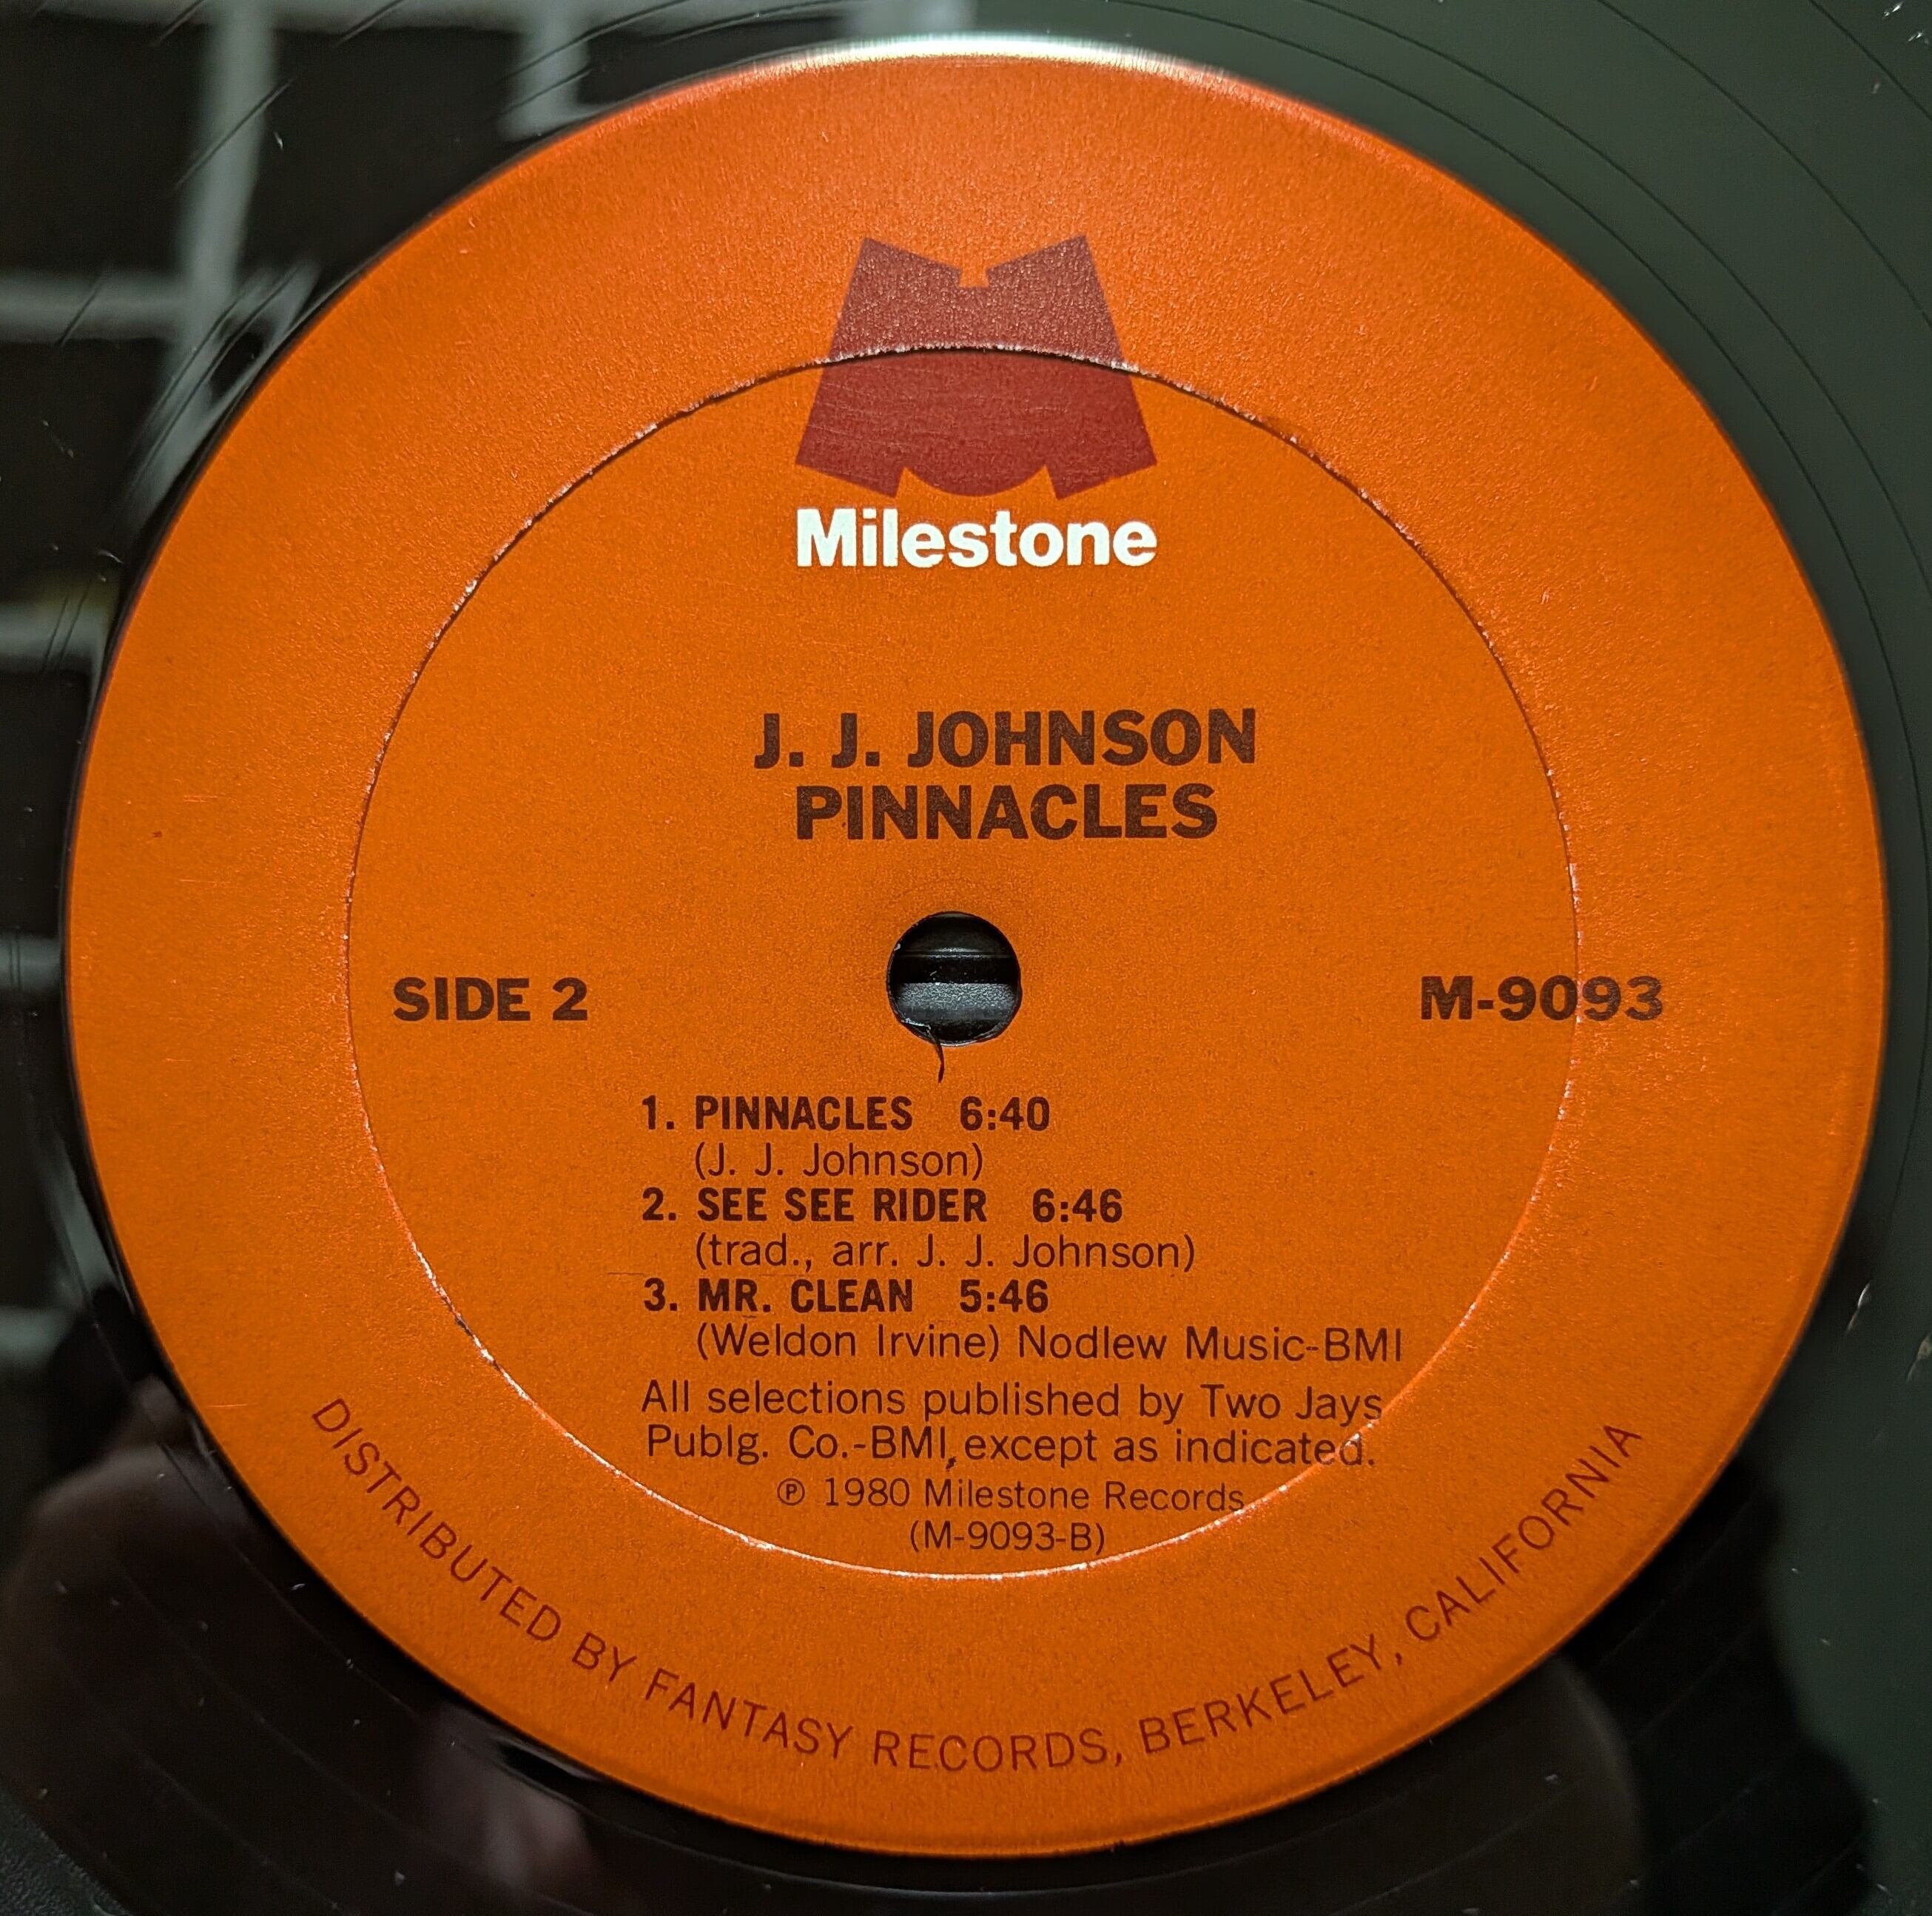 Milestone
J. J. JOHNSON
PINNACLES
SIDE 2
M-9093
1. PINNACLES 6:40
(J. J. Johnson)
2. SEE SEE RIDER 6:46
(trad., arr. J. J. Johnson)
3. MR. CLEAN 5:46
(Weldon Irvine) Nodlew Music-BMI
All selections published by Two Jays
Publg. Co.-BMI, except as indicated.
℗ 1980 Milestone Records
(M-9093-B)
DISTRIBUTED BY FANTASY RECORDS, BERKELEY, CALIFORNIA